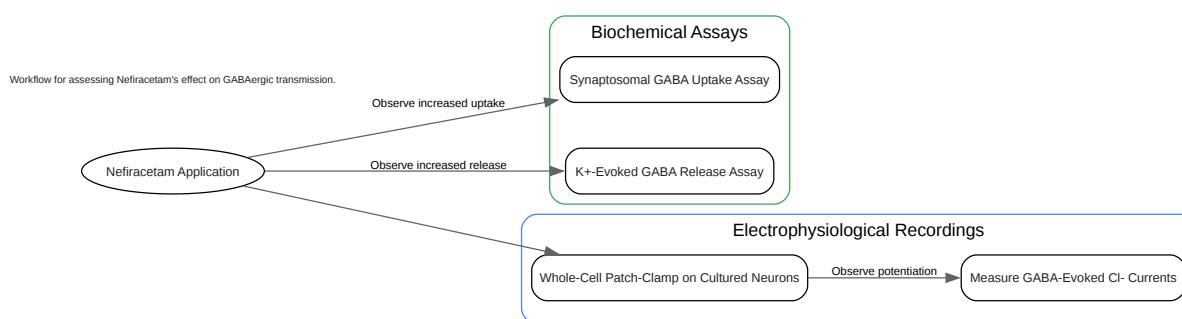 Biochemical Assays
Synaptosomal GABA Uptake Assay
Workflow for assessing Nefiracetam's effect on GABAergic transmission.
Observe increased uptake
Nefiracetam Application
Observe increased release
K+-Evoked GABA Release Assay
Electrophysiological Recordings
Whole-Cell Patch-Clamp on Cultured Neurons
Observe potentiation
Measure GABA-Evoked Cl- Currents